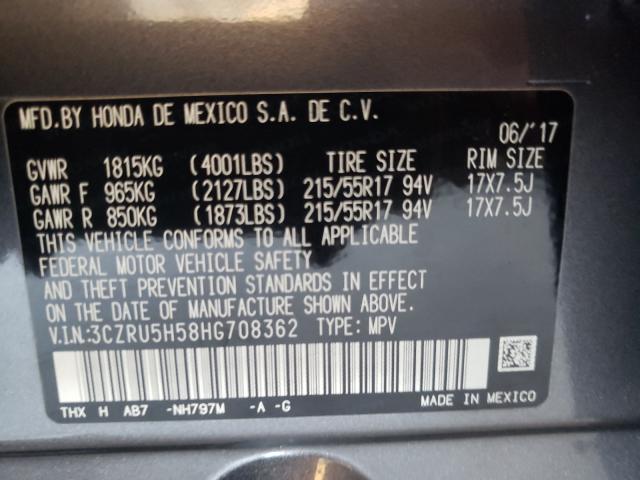 MFD.BY HONDA DE MEXICO S.A. DE C.V.
06/'17
GVWR 1815KG (4001LBS) TIRE SIZE RIM SIZE
GAWR F 965KG (2127LBS) 215/55R17 94V 17X7.5J
GAWR R 850KG (1873LBS) 215/55R17 94V 17X7.5J
THIS VEHICLE CONFORMS TO ALL APPLICABLE
FEDERAL MOTOR VEHICLE SAFETY
AND THEFT PREVENTION STANDARDS IN EFFECT
ON THE DATE OF MANUFACTURE SHOWN ABOVE.
V.I.N.:3CZRU5H58HG708362 TYPE: MPV
THX H AB7 -NH797M -A -G MADE IN MEXICO